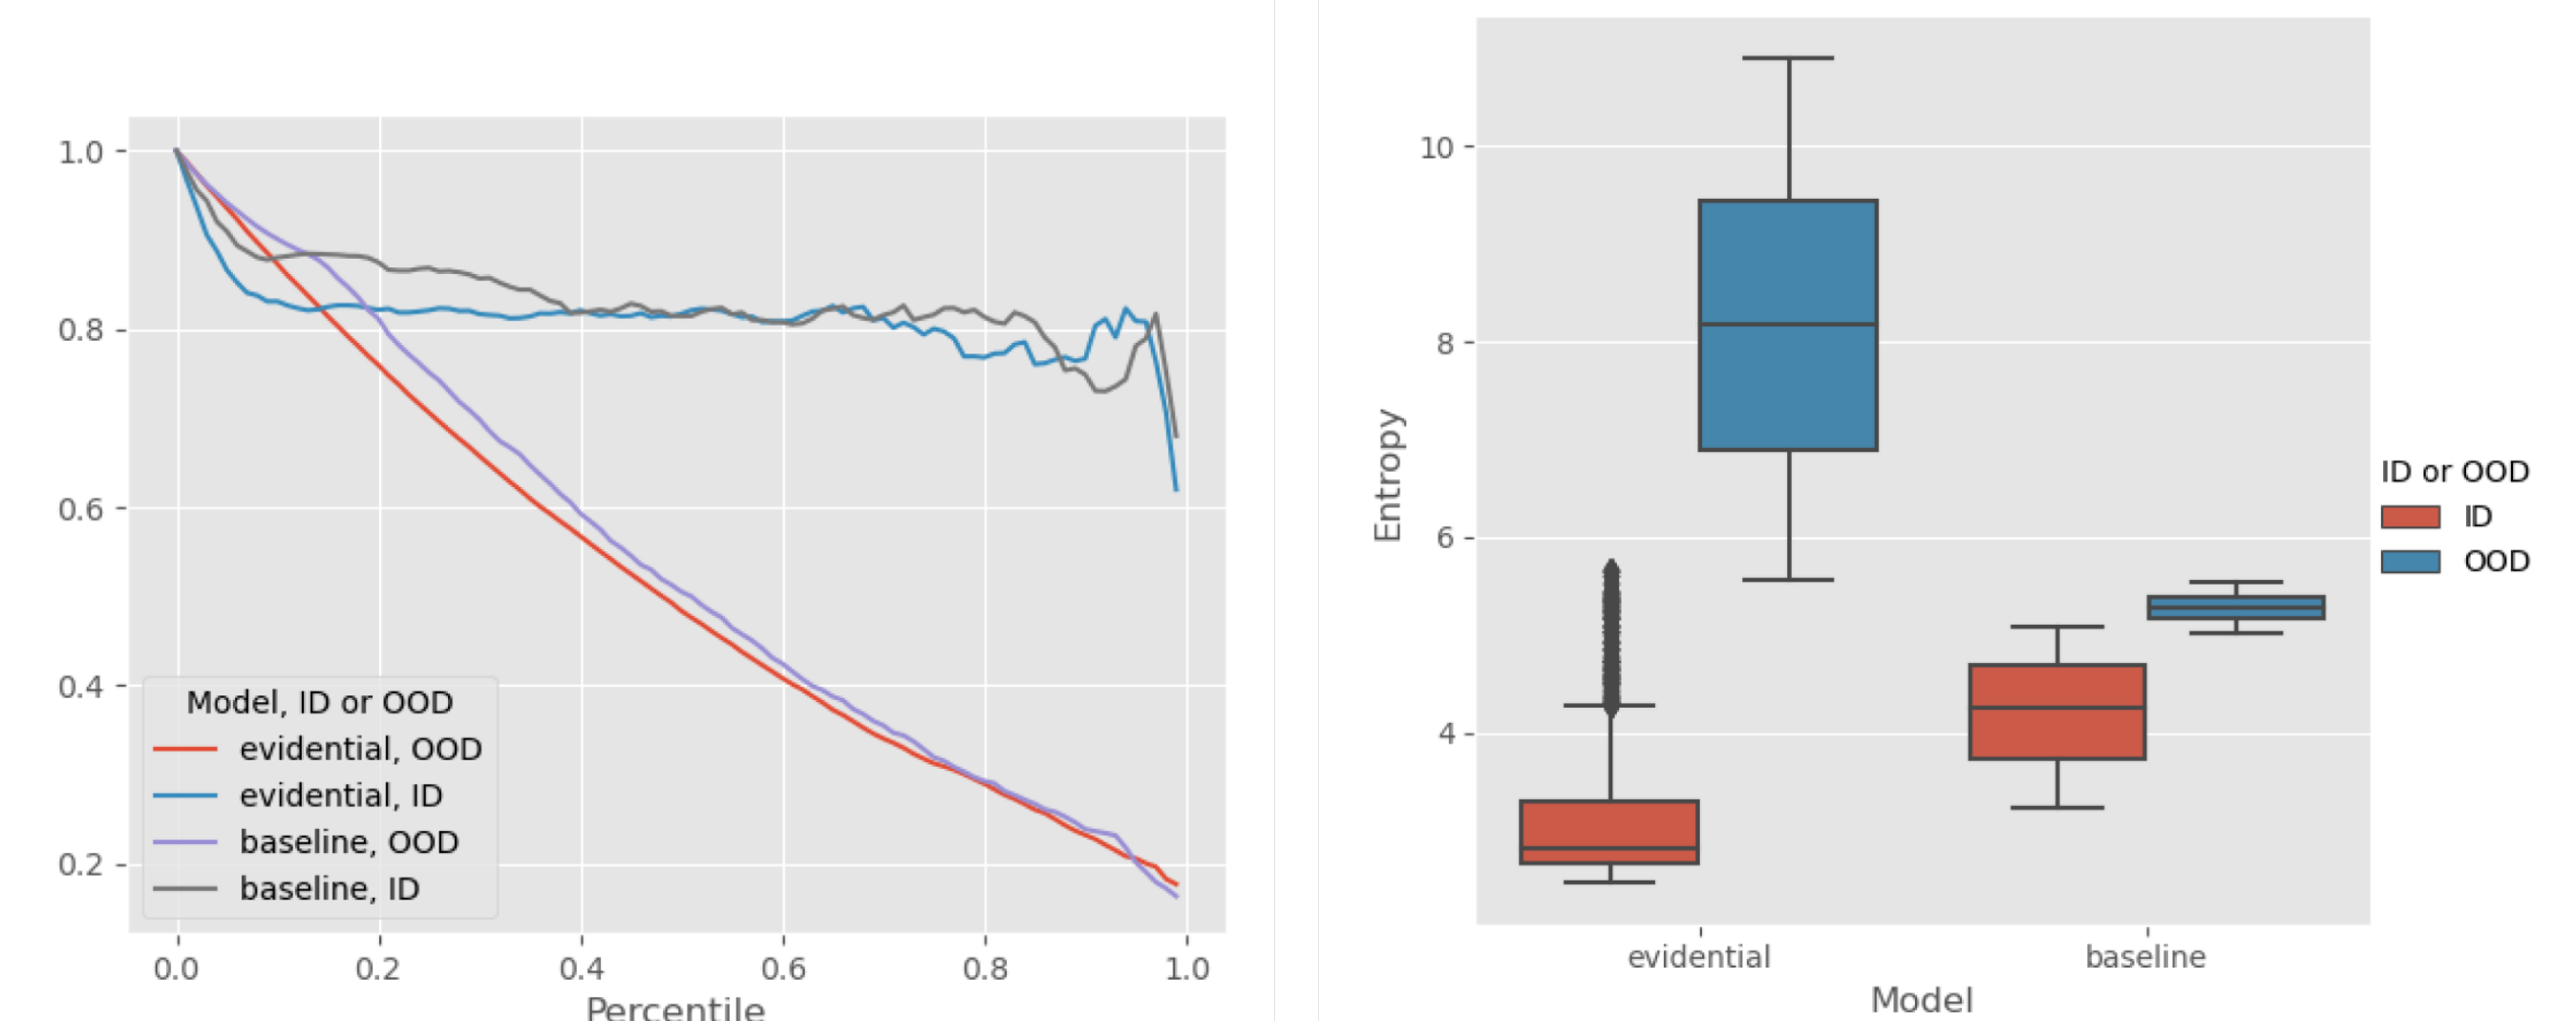 1.0
0.8
0.6
0.4
0.2
Model, ID or OOD
evidential, OOD
evidential, ID
baseline, OOD
baseline, ID
0.0 0.2 0.4 0.6 0.8 1.0
Percentile
Entropy
10
8
6
4
evidential baseline
Model
ID or OOD
ID
OOD